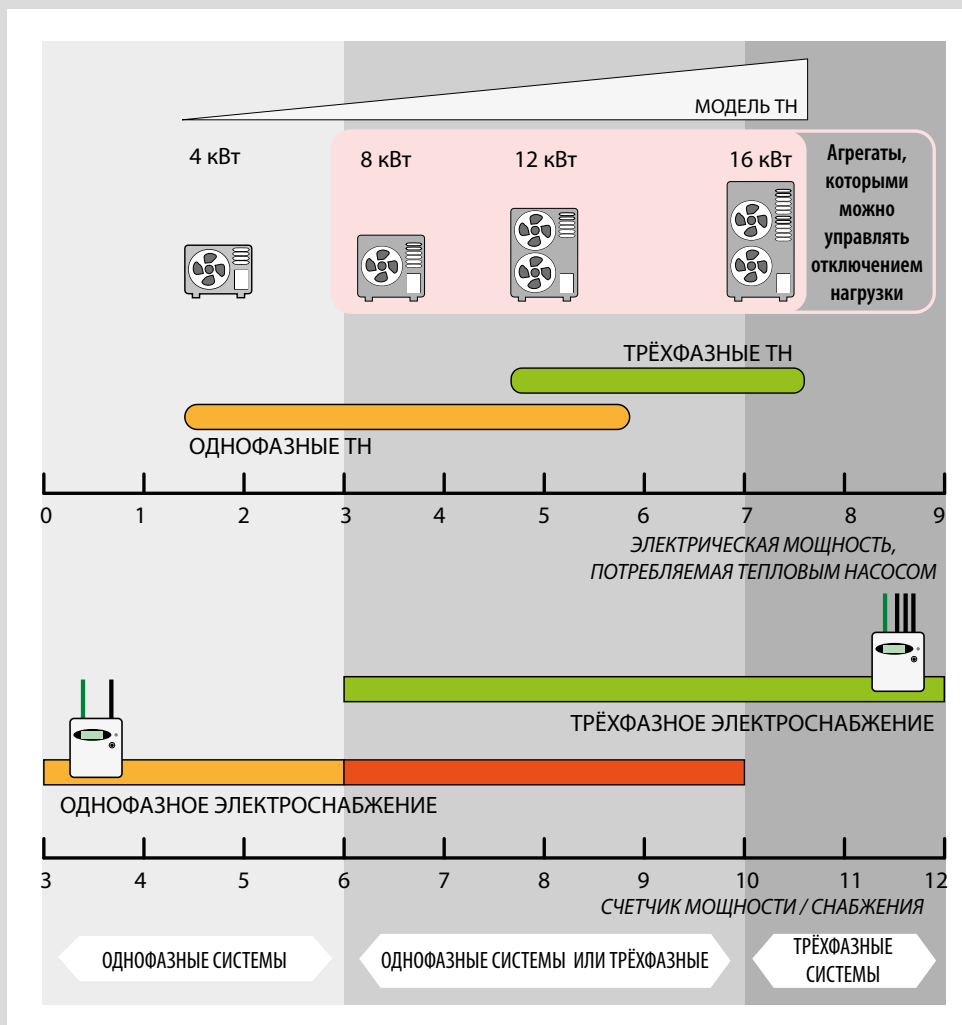 МОДЕЛЬ ТН
4 кВт
8 кВт
12 кВт
16 кВт
Агрегаты,
которыми
можно
управлять
отключением
нагрузки
ТРЁХФАЗНЫЕ ТН
ОДНОФАЗНЫЕ ТН
0 1 2 3 4 5 6 7 8 9
ЭЛЕКТРИЧЕСКАЯ МОЩНОСТЬ,
ПОТРЕБЛЯЕМАЯ ТЕПЛОВЫМ НАСОСОМ
ТРЁХФАЗНОЕ ЭЛЕКТРОСНАБЖЕНИЕ
ОДНОФАЗНОЕ ЭЛЕКТРОСНАБЖЕНИЕ
3 4 5 6 7 8 9 10 11 12
СЧЕТЧИК МОЩНОСТИ / СНАБЖЕНИЯ
ОДНОФАЗНЫЕ СИСТЕМЫ
ОДНОФАЗНЫЕ СИСТЕМЫ ИЛИ ТРЁХФАЗНЫЕ
ТРЁХФАЗНЫЕ
СИСТЕМЫ